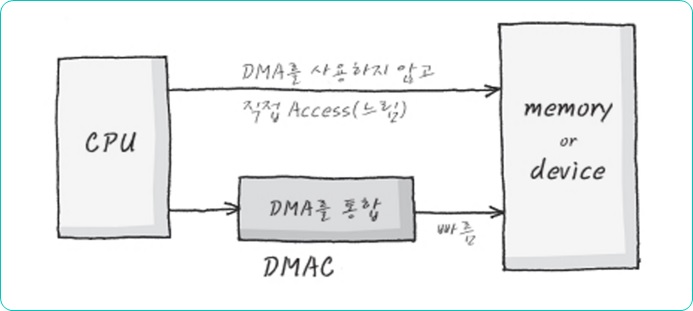 DMA를 사용하지 않고
직접 Access(느림)
CPU
memory
or
device
DMA를 통합
빠름
DMAC